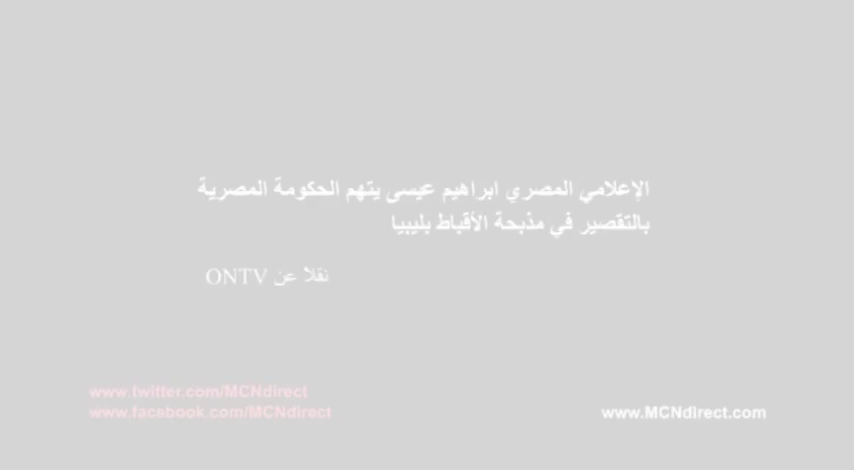 الإعلامي المصري ابراهيم عيسى يتهم الحكومة المصرية
بالتقصير في مذبحة الأقباط بليبيا
نقلاً عن ONTV
www.twitter.com/MCNdirect
www.facebook.com/MCNdirect
www.MCNdirect.com